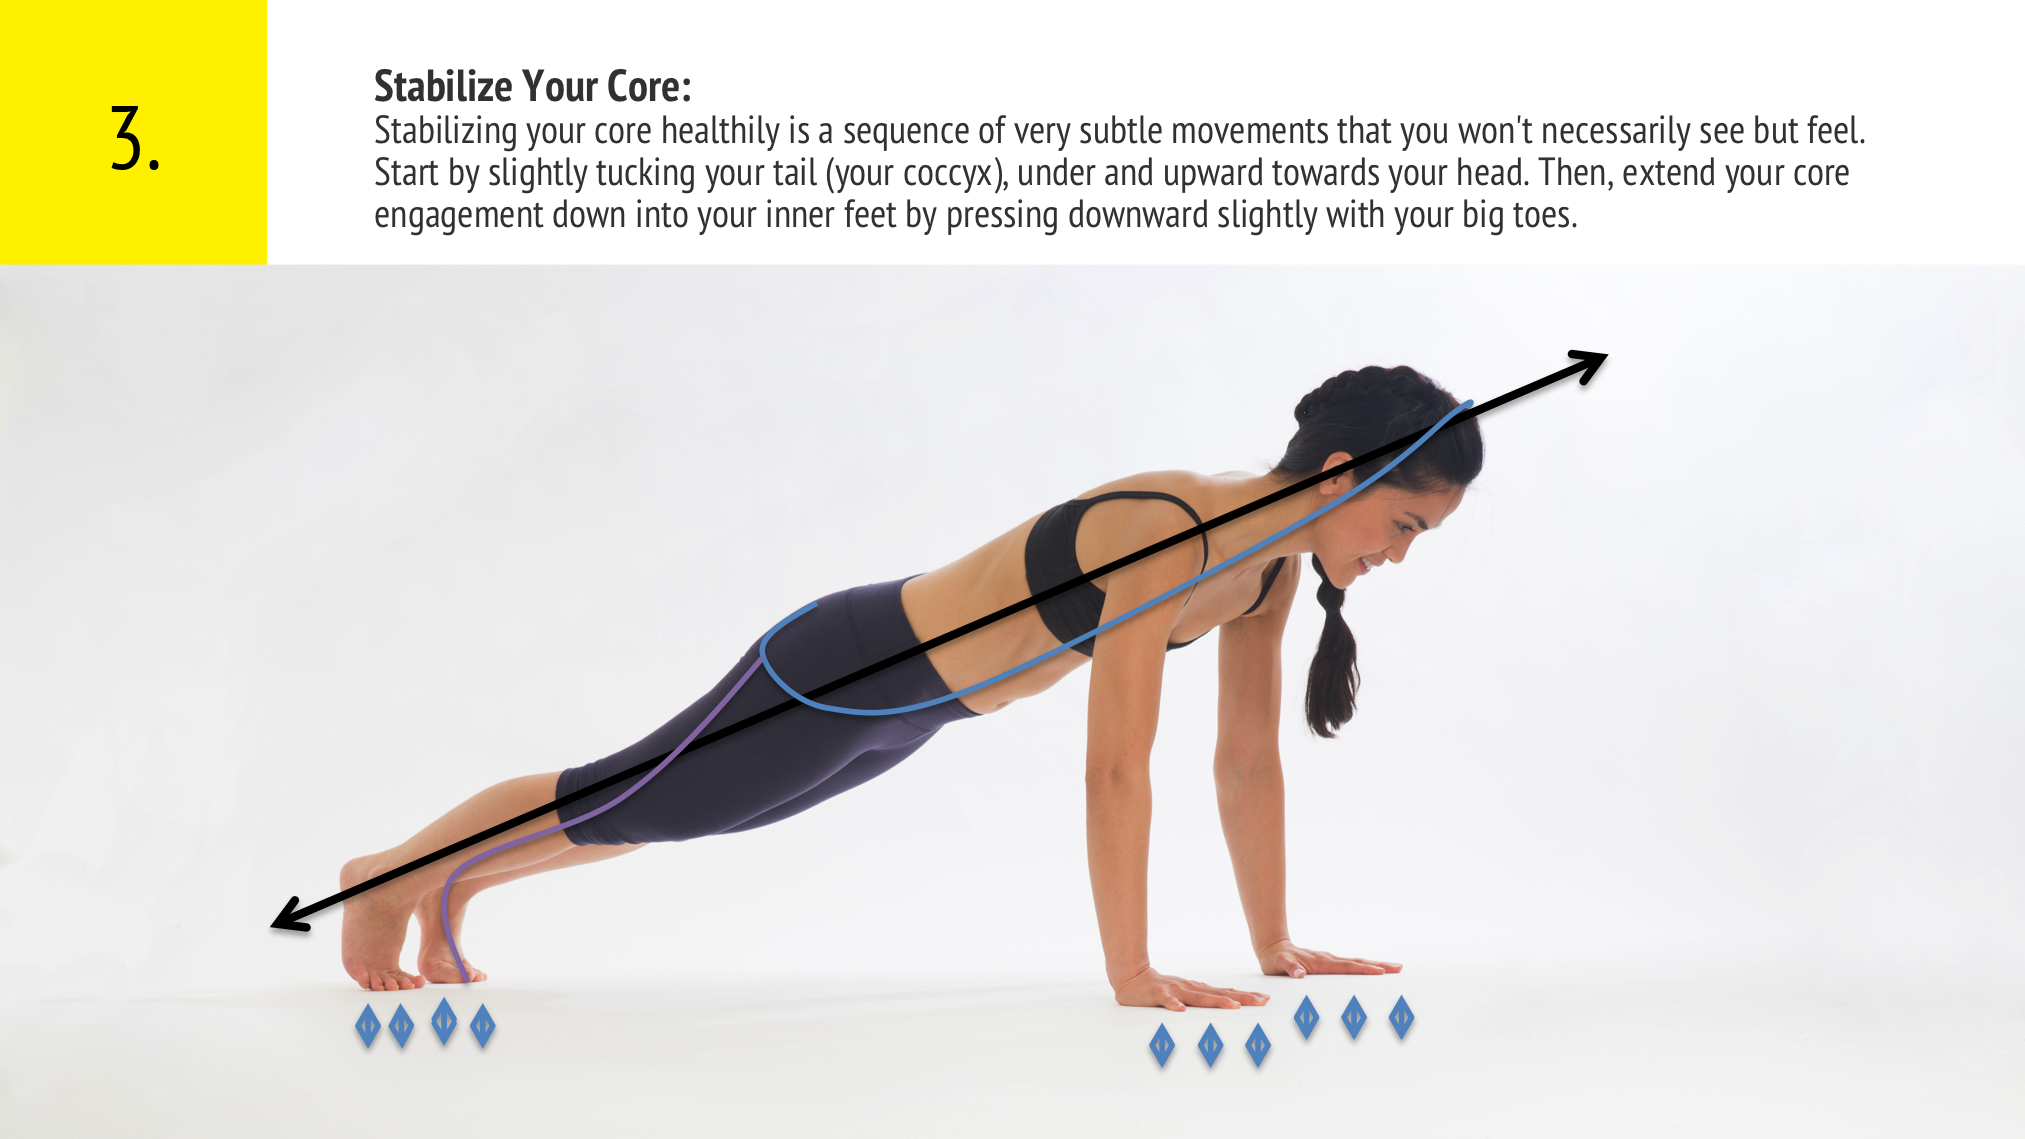 3.
Stabilize Your Core:
Stabilizing your core healthily is a sequence of very subtle movements that you won't necessarily see but feel.
Start by slightly tucking your tail (your coccyx), under and upward towards your head. Then, extend your core
engagement down into your inner feet by pressing downward slightly with your big toes.